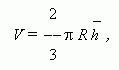 V = 2/3 π R h̄ ,